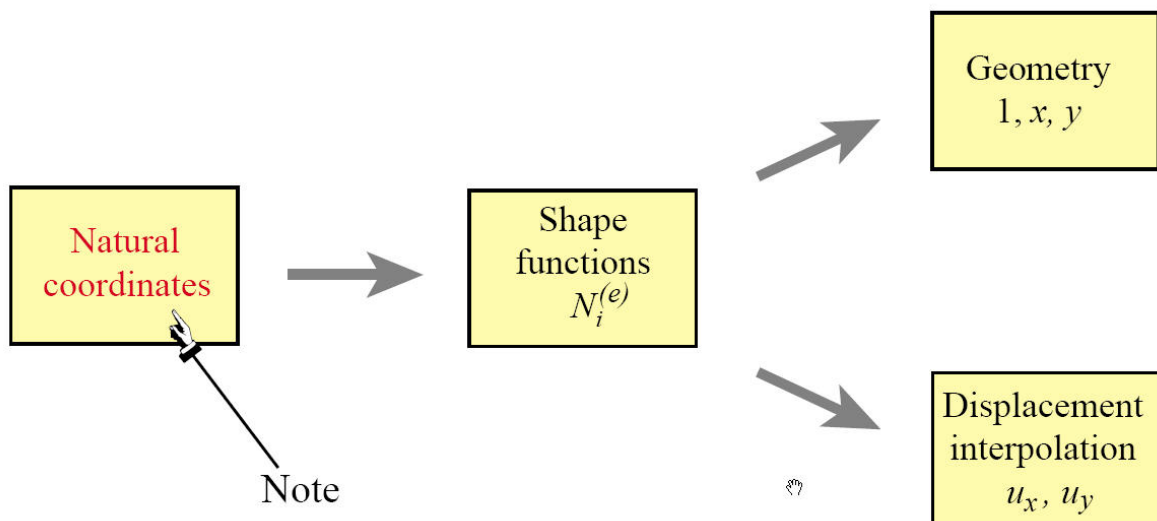 Natural
coordinates
Note
Shape
functions
N_i^(e)
Geometry
1, x, y
Displacement
interpolation
u_x, u_y